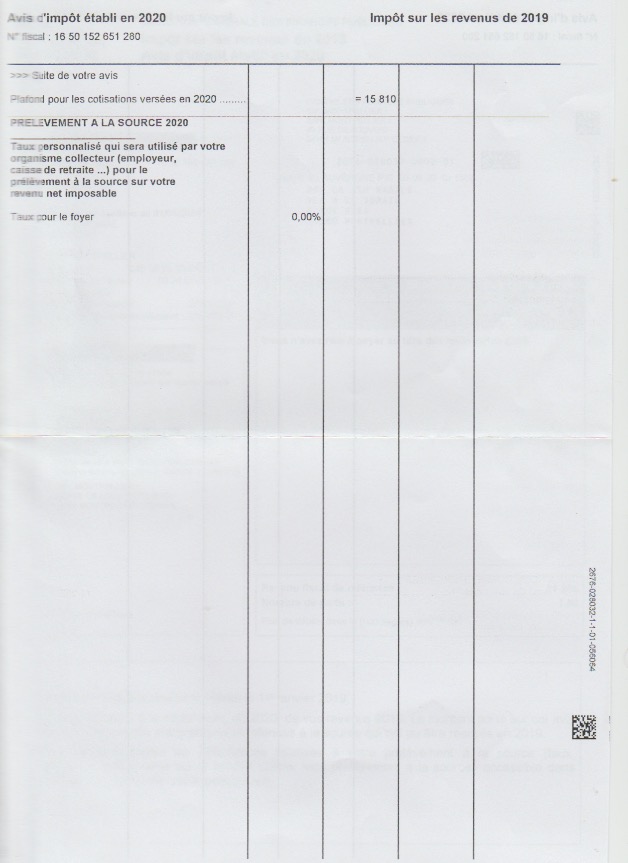 Avis d'impôt établi en 2020
Impôt sur les revenus de 2019
N° fiscal : 16 50 152 651 280
>>> Suite de votre avis
Plafond pour les cotisations versées en 2020 .........
= 15 810
PRELEVEMENT A LA SOURCE 2020
Taux personnalisé qui sera utilisé par votre
organisme collecteur (employeur,
caisse de retraite ...) pour le
prélèvement à la source sur votre
revenu net imposable
Taux pour le foyer
0,00%
2676-028032-1-1-01-056064